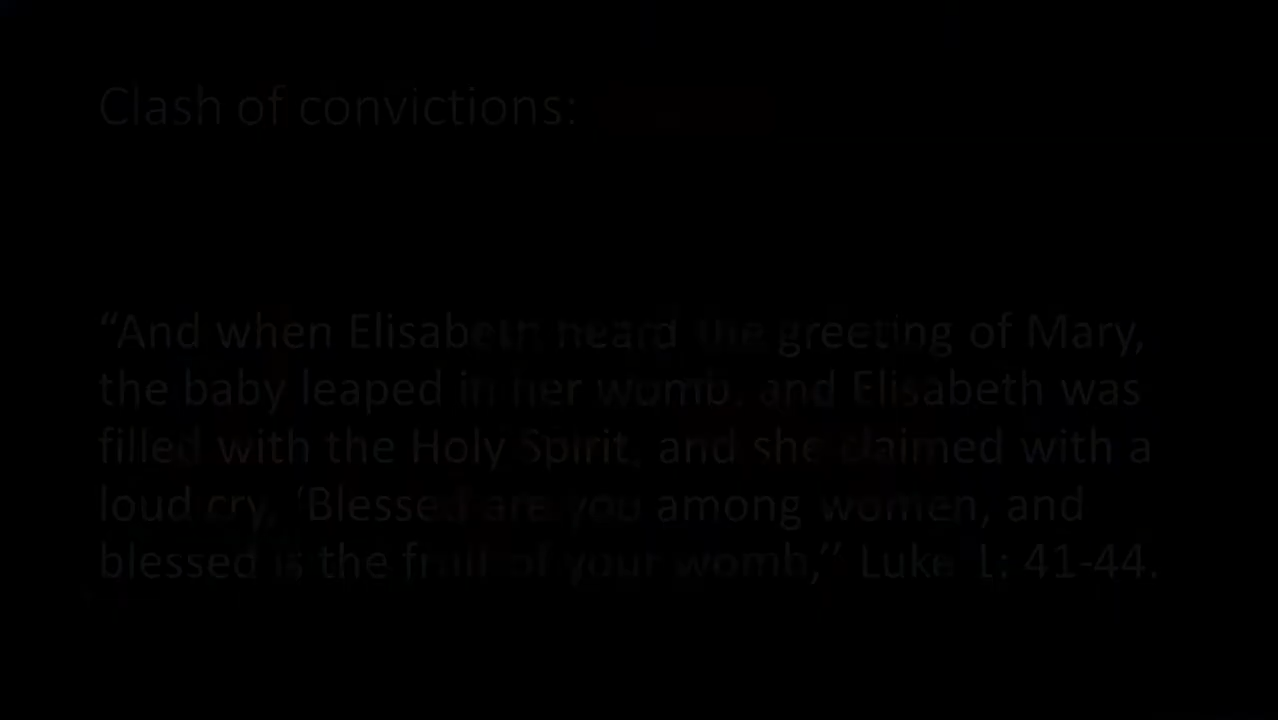 Clash of convictions:
“And when Elisabeth heard the greeting of Mary,
the baby leaped in her womb. and Elisabeth was
filled with the Holy Spirit, and she claimed with a
loud cry, ‘Blessed are you among women, and
blessed is the fruit of your womb,’’ Luke 1: 41-44.